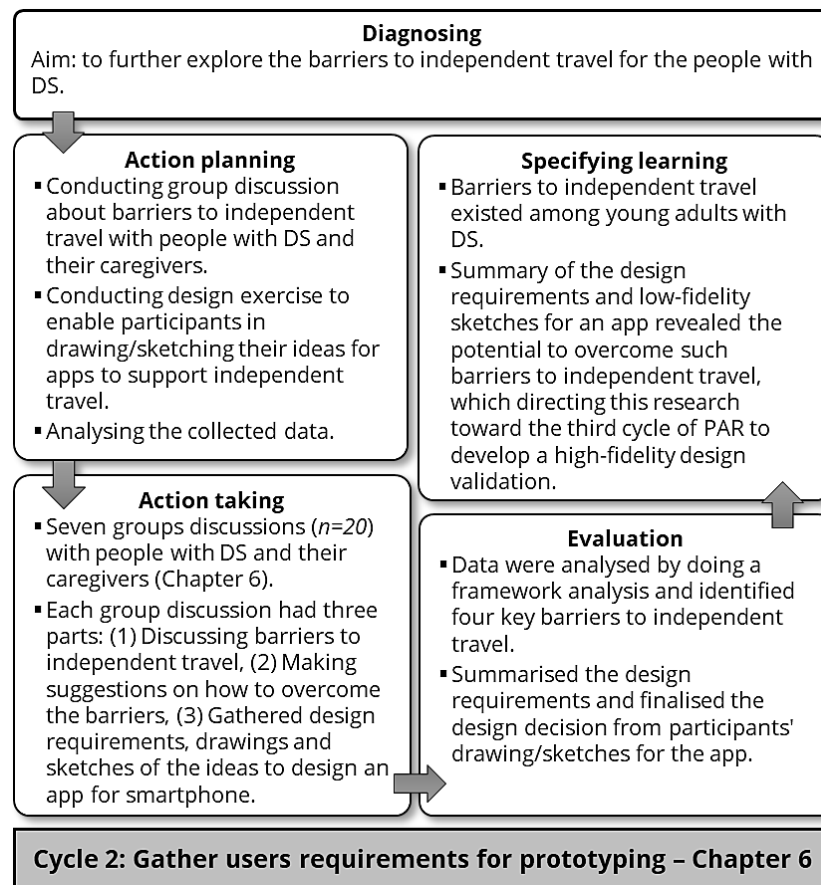 Diagnosing
Aim: to further explore the barriers to independent travel for the people with
DS.
Action planning
▪ Conducting group discussion
about barriers to independent
travel with people with DS and
their caregivers.
▪ Conducting design exercise to
enable participants in
drawing/sketching their ideas for
apps to support independent
travel.
▪ Analysing the collected data.
Action taking
▪ Seven groups discussions (n=20)
with people with DS and their
caregivers (Chapter 6).
▪ Each group discussion had three
parts: (1) Discussing barriers to
independent travel, (2) Making
suggestions on how to overcome
the barriers, (3) Gathered design
requirements, drawings and
sketches of the ideas to design an
app for smartphone.
Evaluation
▪ Data were analysed by doing a
framework analysis and identified
four key barriers to independent
travel.
▪ Summarised the design
requirements and finalised the
design decision from participants'
drawing/sketches for the app.
Specifying learning
▪ Barriers to independent travel
existed among young adults with
DS.
▪ Summary of the design
requirements and low-fidelity
sketches for an app revealed the
potential to overcome such
barriers to independent travel,
which directing this research
toward the third cycle of PAR to
develop a high-fidelity design
validation.
Cycle 2: Gather users requirements for prototyping – Chapter 6